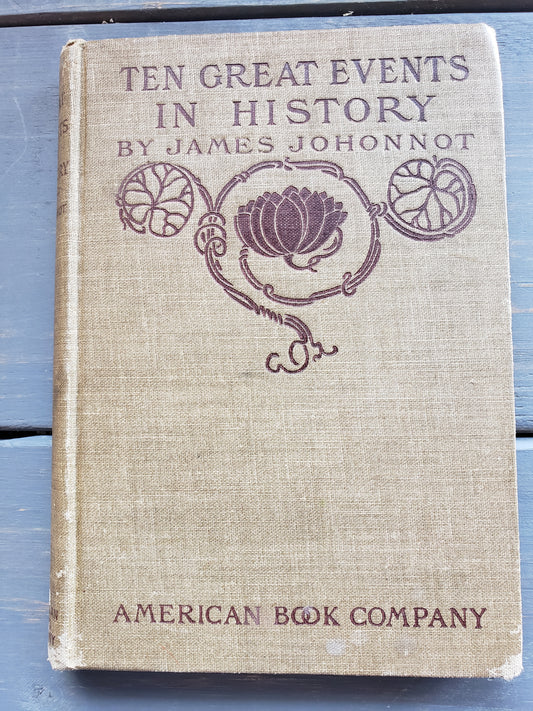 TEN GREAT EVENTS
IN HISTORY
BY JAMES JOHONNOT
AMERICAN BOOK COMPANY